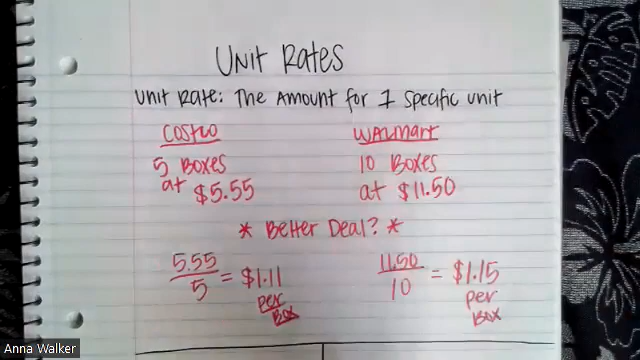 Unit Rates
Unit Rate: The Amount for 1 Specific unit
Costco
5 Boxes
at $5.55
Walmart
10 Boxes
at $11.50
* Better Deal? *
5.55
5
= $1.11
per
Box
11.50
10
= $1.15
per
Box
Anna Walker